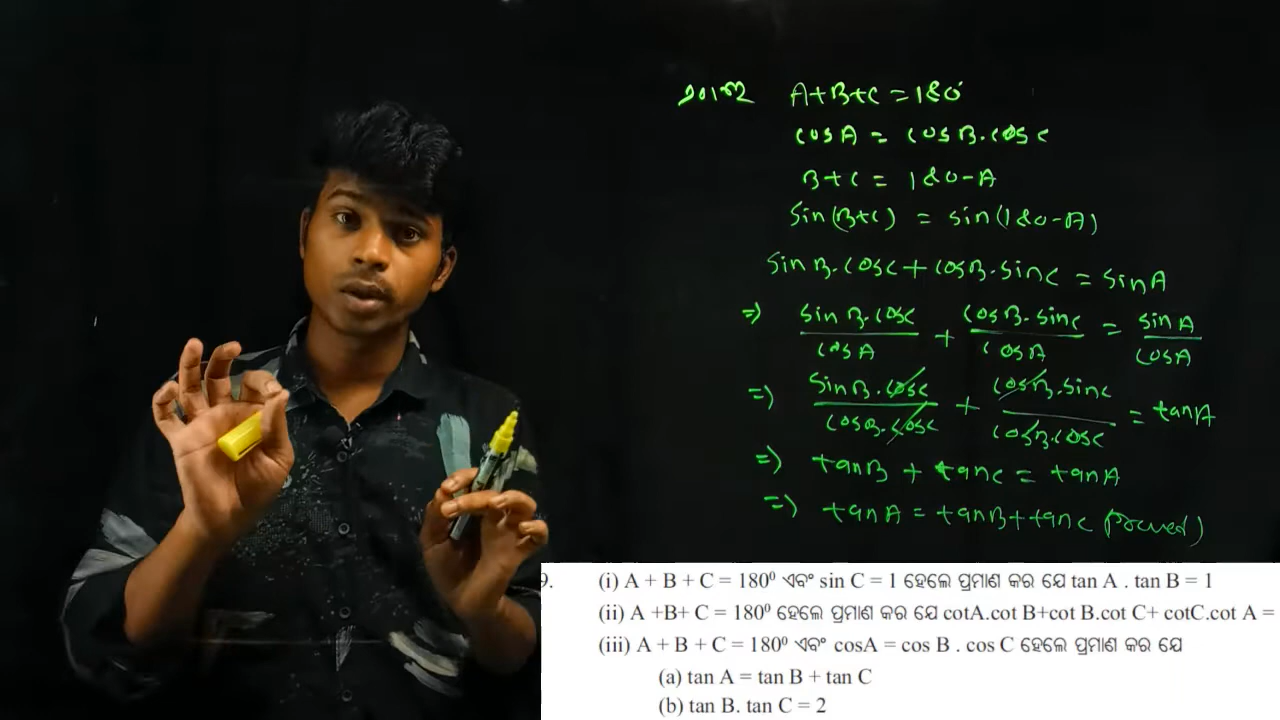 ଦତ୍ତ A+B+C = 180°
cosA = cosB.cosC
B+C = 180-A
Sin(B+C) = sin(180-A)
SinB.cosC + cosB.sinC = sinA
=> sinB.cosC/cosA + cosB.sinC/cosA = sinA/cosA
=> SinB.cosC/cosB.cosC + cosB.sinC/cosB.cosC = tanA
=> tanB + tanC = tanA
=> tanA = tanB+tanC (proved)
9. (i) A + B + C = 180⁰ ଏବଂ sin C = 1 ହେଲେ ପ୍ରମାଣ କର ଯେ tan A . tan B = 1
(ii) A +B+ C = 180⁰ ହେଲେ ପ୍ରମାଣ କର ଯେ cotA.cot B+cot B.cot C+ cotC.cot A =
(iii) A + B + C = 180⁰ ଏବଂ cosA = cos B . cos C ହେଲେ ପ୍ରମାଣ କର ଯେ
(a) tan A = tan B + tan C
(b) tan B. tan C = 2